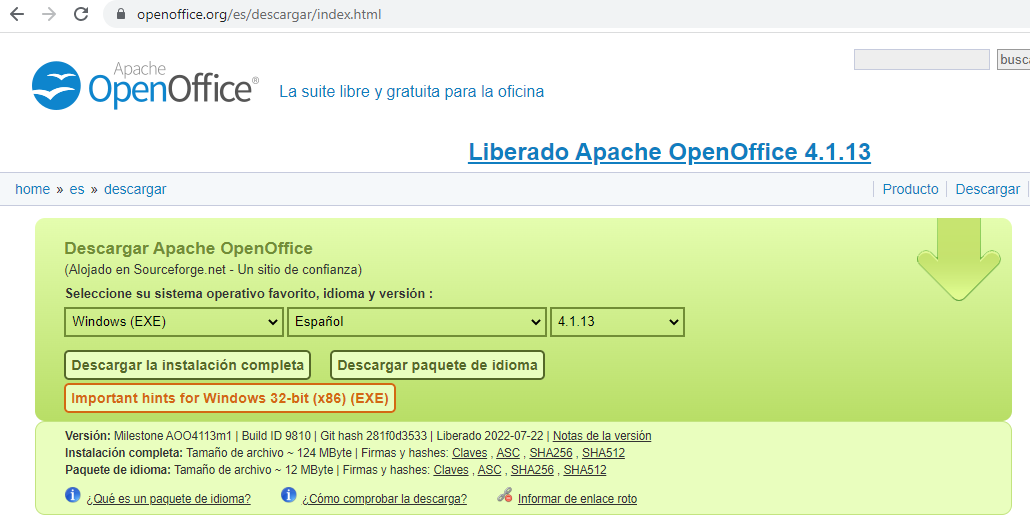 openoffice.org/es/descargar/index.html
Apache
OpenOffice®
La suite libre y gratuita para la oficina
busca
Liberado Apache OpenOffice 4.1.13
home » es » descargar
Producto
Descargar
Descargar Apache OpenOffice
(Alojado en Sourceforge.net - Un sitio de confianza)
Seleccione su sistema operativo favorito, idioma y versión :
Windows (EXE) Español 4.1.13
Descargar la instalación completa Descargar paquete de idioma
Important hints for Windows 32-bit (x86) (EXE)
Versión: Milestone AOO4113m1 | Build ID 9810 | Git hash 281f0d3533 | Liberado 2022-07-22 | Notas de la versión
Instalación completa: Tamaño de archivo ~ 124 MByte | Firmas y hashes: Claves , ASC , SHA256 , SHA512
Paquete de idioma: Tamaño de archivo ~ 12 MByte | Firmas y hashes: Claves , ASC , SHA256 , SHA512
¿Qué es un paquete de idioma? ¿Cómo comprobar la descarga? Informar de enlace roto